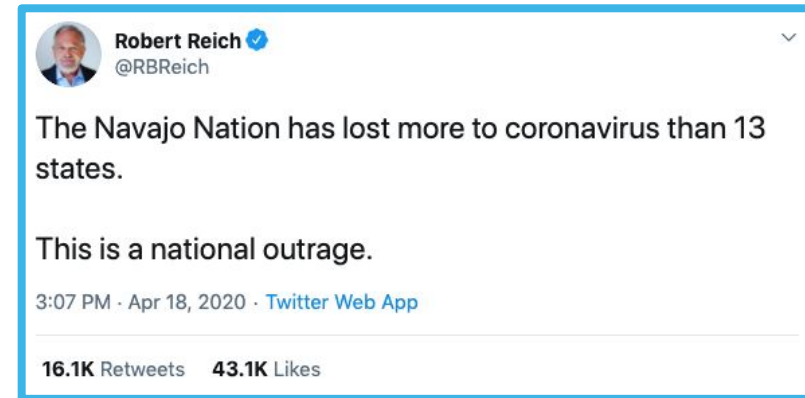 Robert Reich
@RBReich
The Navajo Nation has lost more to coronavirus than 13
states.
This is a national outrage.
3:07 PM · Apr 18, 2020 · Twitter Web App
16.1K Retweets 43.1K Likes